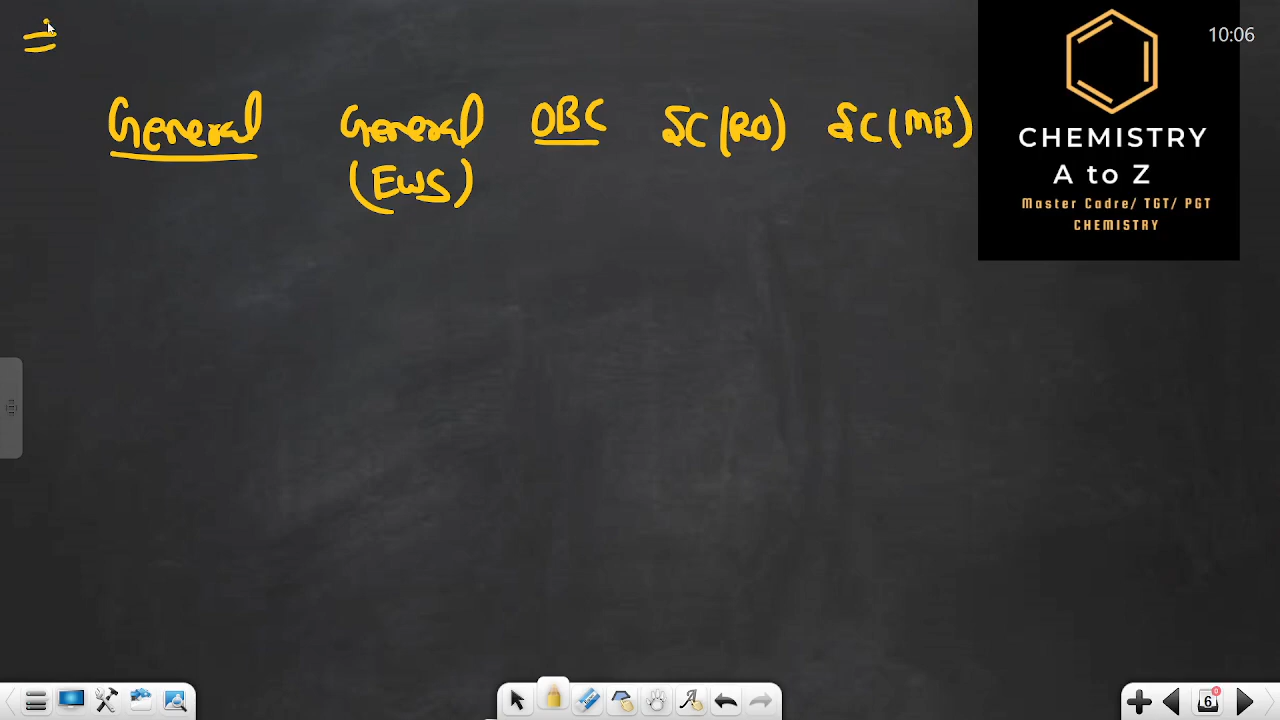 10:06
General General OBC SC (RO) SC (MB)
(EWS)
CHEMISTRY
A to Z
Master Cadre/ TGT/ PGT
CHEMISTRY
6